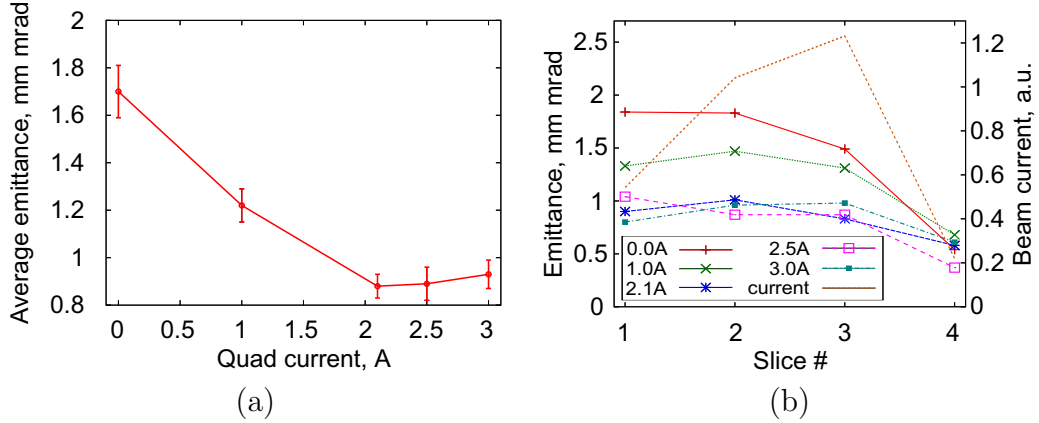 Average emittance, mm mrad
2
1.8
1.6
1.4
1.2
1
0.8
0 0.5 1 1.5 2 2.5 3
Quad current, A
(a)
Emittance, mm mrad
2.5
2
1.5
1
0.5
0
0.0A 2.5A
1.0A 3.0A
2.1A current
1 2 3 4
Slice #
1.2
1
0.8
0.6
0.4
0.2
0
Beam current, a.u.
(b)